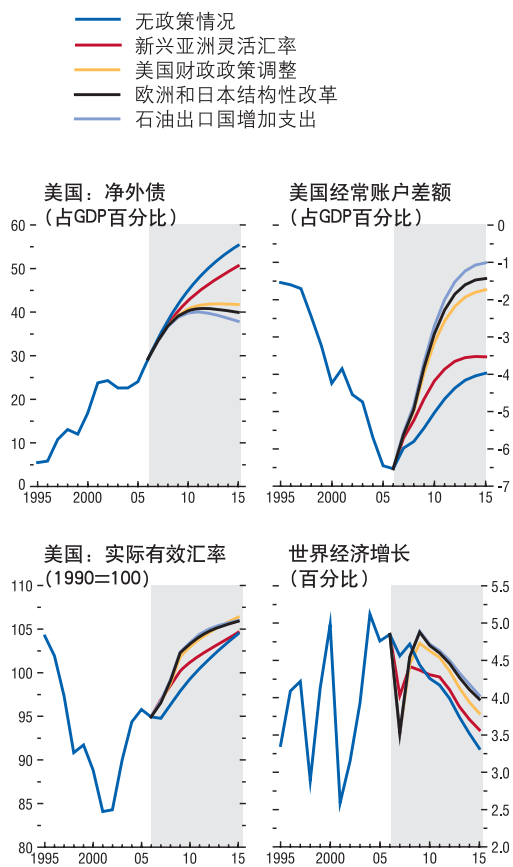 无政策情况
新兴亚洲灵活汇率
美国财政政策调整
欧洲和日本结构性改革
石油出口国增加支出
美国：净外债
（占GDP百分比）
60
50
40
30
20
10
0
1995 2000 05 10 15
美国经常账户差额
（占GDP百分比）
0
-1
-2
-3
-4
-5
-6
-7
1995 2000 05 10 15
美国：实际有效汇率
（1990=100）
110
105
100
95
90
85
80
1995 2000 05 10 15
世界经济增长
（百分比）
5.5
5.0
4.5
4.0
3.5
3.0
2.5
2.0
1995 2000 05 10 15